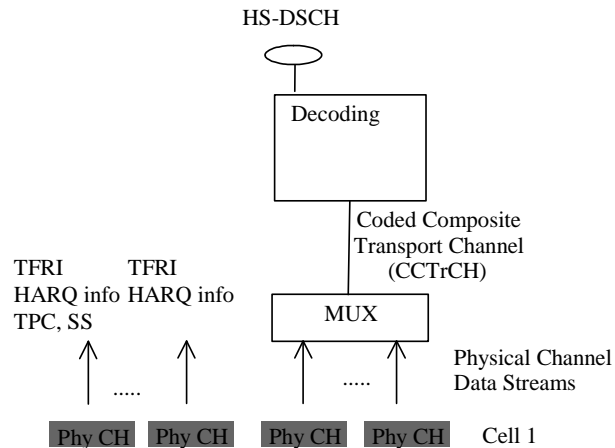 HS-DSCH
Decoding
Coded Composite
Transport Channel
(CCTrCH)
TFRI
HARQ info
TPC, SS
TFRI
HARQ info
MUX
Physical Channel
Data Streams
.....
.....
Phy CH
Phy CH
Phy CH
Phy CH
Cell 1